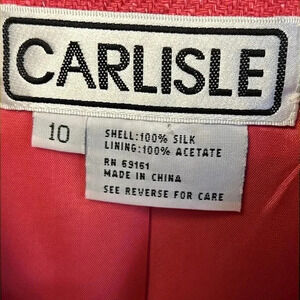 CARLISLE
10
SHELL:100% SILK
LINING:100% ACETATE
RN 69161
MADE IN CHINA
SEE REVERSE FOR CARE